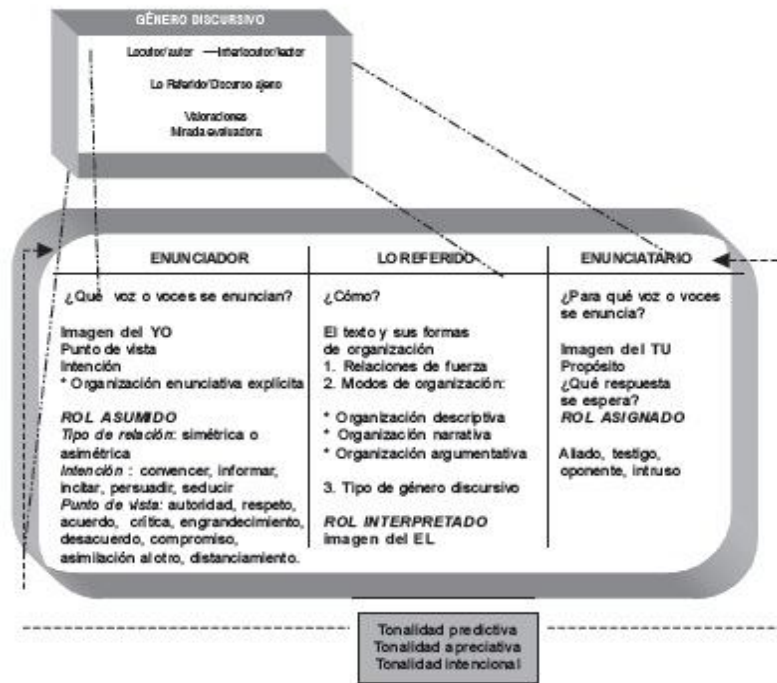 GÉNERO DISCURSIVO
Locutor/autor — Interlocutor/lector
Lo Referido/Discurso ajeno
Valoraciones
Mirada evaluadora
ENUNCIADOR
¿Qué voz o voces se enuncian?
Imagen del YO
Punto de vista
Intención
* Organización enunciativa explícita
ROL ASUMIDO
Tipo de relación: simétrica o
asimétrica
Intención : convencer, informar,
incitar, persuadir, seducir
Punto de vista: autoridad, respeto,
acuerdo, crítica, engrandecimiento,
desacuerdo, compromiso,
asimilación al otro, distanciamiento.
LO REFERIDO
¿Cómo?
El texto y sus formas
de organización
1. Relaciones de fuerza
2. Modos de organización:
* Organización descriptiva
* Organización narrativa
* Organización argumentativa
3. Tipo de género discursivo
ROL INTERPRETADO
imagen del EL
ENUNCIATARIO
¿Para qué voz o voces
se enuncia?
Imagen del TU
Propósito
¿Qué respuesta
se espera?
ROL ASIGNADO
Aliado, testigo,
oponente, intruso
Tonalidad predictiva
Tonalidad apreciativa
Tonalidad intencional